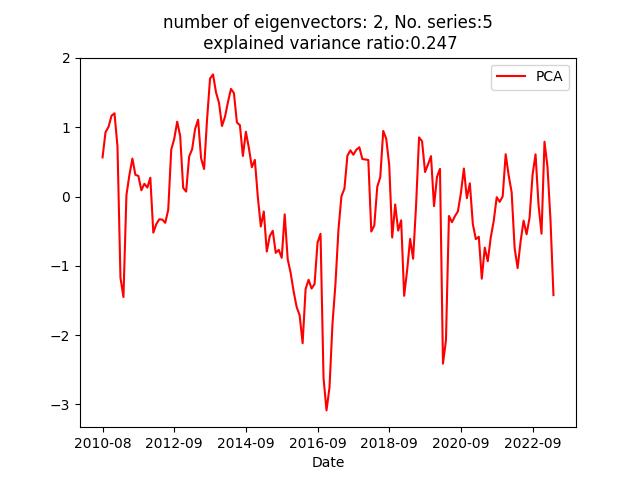 number of eigenvectors: 2, No. series:5
explained variance ratio:0.247
PCA
2
1
0
−1
−2
−3
2010-08 2012-09 2014-09 2016-09 2018-09 2020-09 2022-09
Date